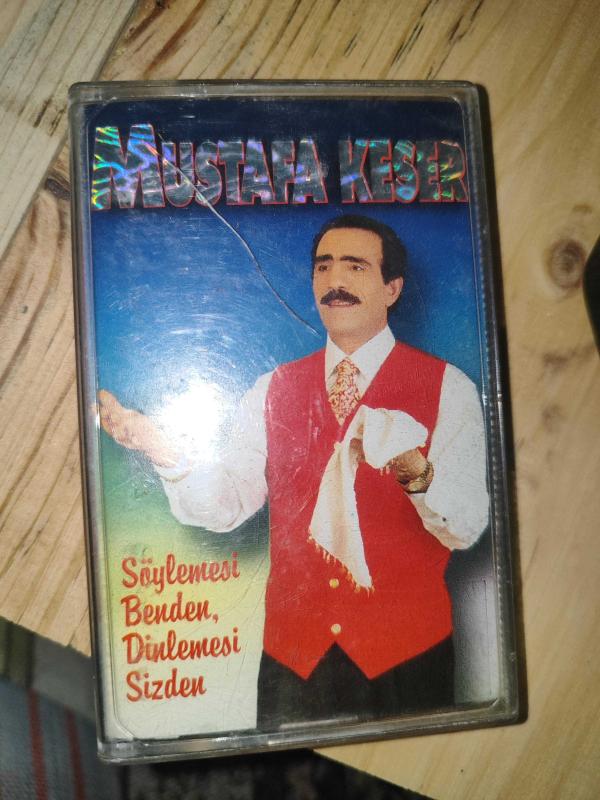 MUSTAFA KESER
Söylemesi
Benden,
Dinlemesi
Sizden